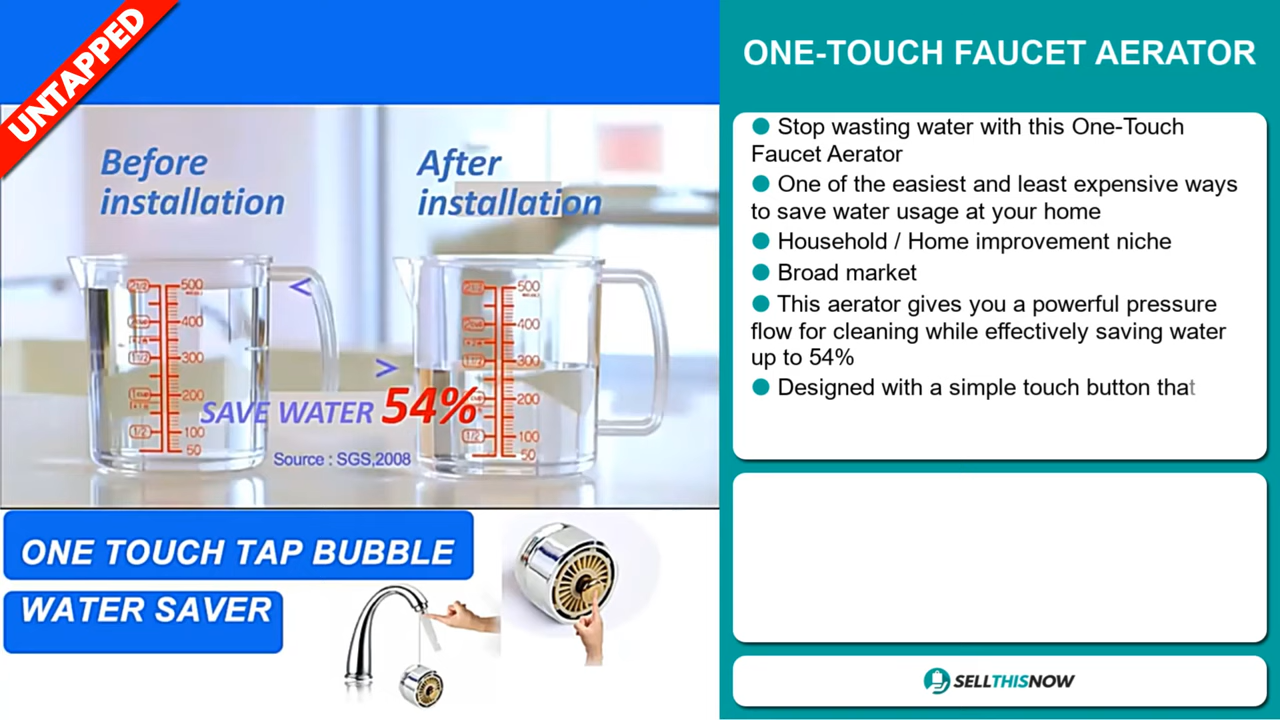 UNTAPPED
Before
installation
After
installation
500
400
300
200
100
50
500
400
300
200
100
50
SAVE WATER 54%
Source : SGS,2008
ONE TOUCH TAP BUBBLE
WATER SAVER
ONE-TOUCH FAUCET AERATOR
● Stop wasting water with this One-Touch
Faucet Aerator
● One of the easiest and least expensive ways
to save water usage at your home
● Household / Home improvement niche
● Broad market
● This aerator gives you a powerful pressure
flow for cleaning while effectively saving water
up to 54%
● Designed with a simple touch button that
SELLTHISNOW